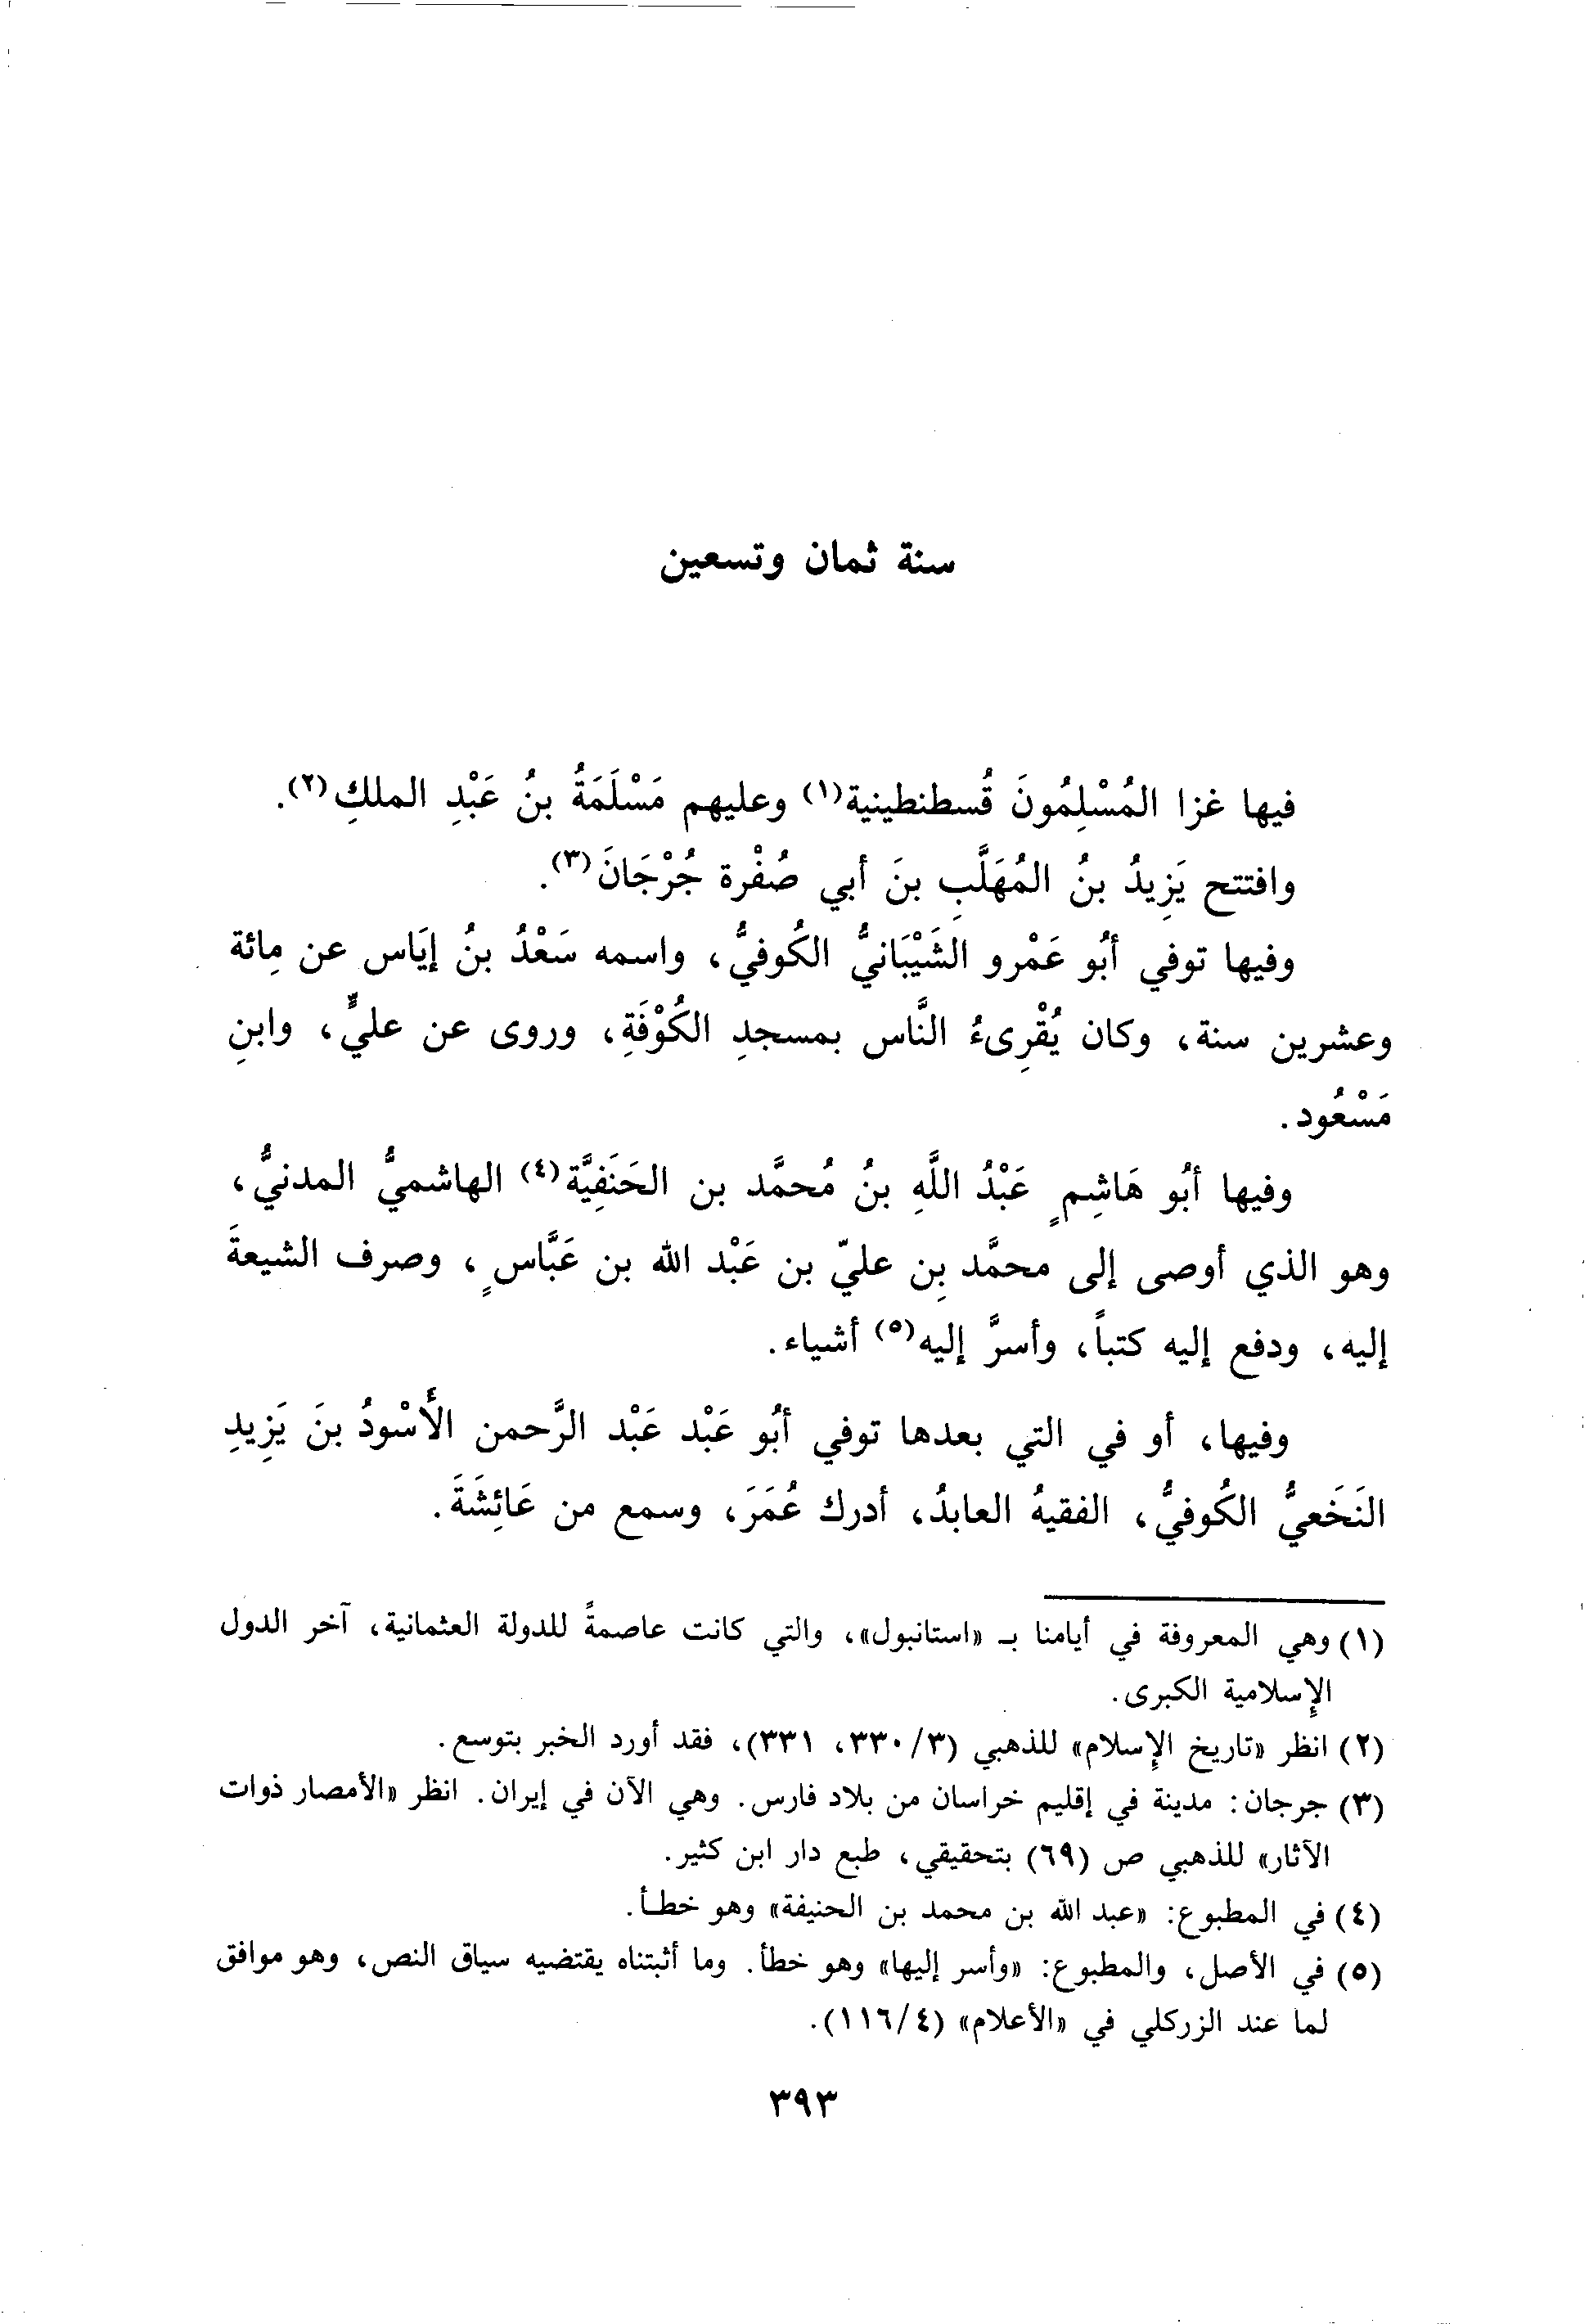 سنة ثمان وتسعين
فيها غزا المُسْلِمُونَ قُسطنطينية(١) وعليهم مَسْلَمَةُ بنُ عَبْدِ الملكِ(٢).
وافتتح يَزِيدُ بنُ المُهَلَّبِ بنَ أبي صُفْرة جُرْجَانَ(٣).
وفيها توفي أبُو عَمْرو الشَيْبَانيُّ الكُوفيُّ، واسمه سَعْدُ بنُ إيَاس عن مِائة
وعشرين سنة، وكان يُقْرِىءُ النَّاس بمسجدِ الكُوْفَةِ، وروى عن عليٍّ، وابنِ
مَسْعُود.
وفيها أبُو هَاشِمٍ عَبْدُ اللَّهِ بنُ مُحمَّد بن الحَنَفِيَّة(٤) الهاشميُّ المدنيُّ،
وهو الذي أوصى إلى محمَّد بِن عليّ بن عَبْد الله بن عَبَّاسٍ، وصرف الشيعةَ
إليه، ودفع إليه كتباً، وأسرَّ إليه(٥) أشياء.
وفيها، أو في التي بعدها توفي أبُو عَبْد عَبْد الرَّحمن الأَسْودُ بنَ يَزِيدِ
النَخَعيُّ الكُوفيُّ، الفقيهُ العابدُ، أدرك عُمَرَ، وسمع من عَائِشَةَ.
(١) وهي المعروفة في أيامنا بـ «استانبول»، والتي كانت عاصمةً للدولة العثمانية، آخر الدول
الإسلامية الكبرى.
(٢) انظر «تاريخ الإسلام» للذهبي (٣/٣٣٠، ٣٣١)، فقد أورد الخبر بتوسع.
(٣) جرجان: مدينة في إقليم خراسان من بلاد فارس. وهي الآن في إيران. انظر «الأمصار ذوات
الآثار» للذهبي ص (٦٩) بتحقيقي، طبع دار ابن كثير.
(٤) في المطبوع: «عبد الله بن محمد بن الحنيفة» وهو خطأ.
(٥) في الأصل، والمطبوع: «وأسر إليها» وهو خطأ. وما أثبتناه يقتضيه سياق النص، وهو موافق
لما عند الزركلي في «الأعلام» (٤/١١٦).
٣٩٣